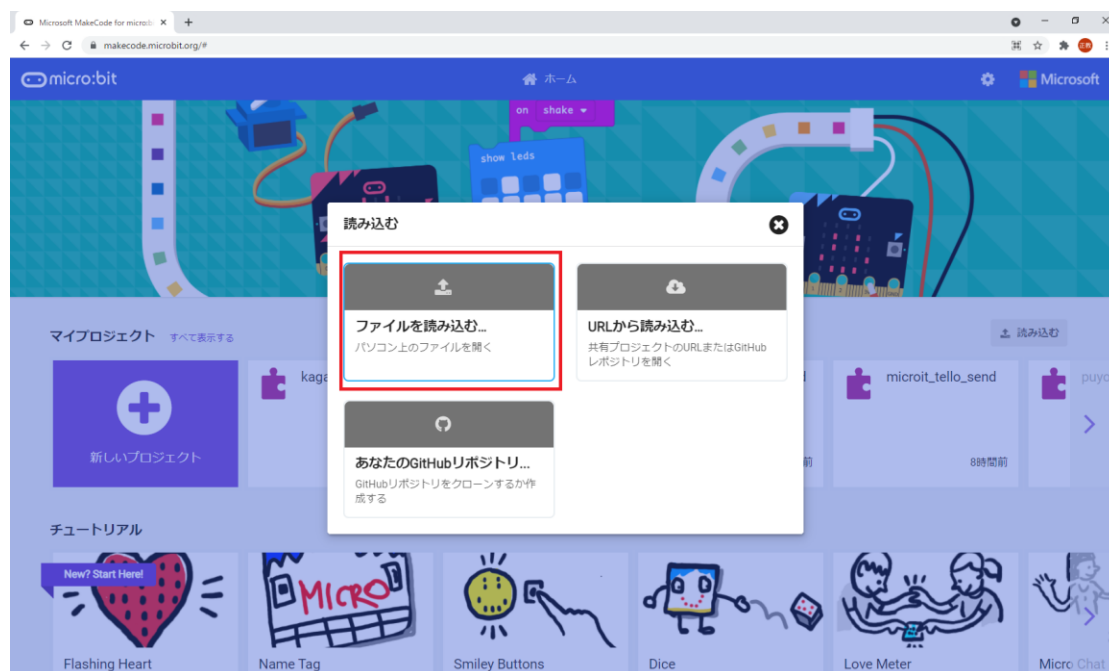 Microsoft MakeCode for micro:b
makecode.microbit.org/#
micro:bit
ホーム
Microsoft
on shake
show leds
読み込む
ファイルを読み込む...
パソコン上のファイルを開く
URLから読み込む...
共有プロジェクトのURLまたはGitHub
レポジトリを開く
あなたのGitHubリポジトリ...
GitHubリポジトリをクローンするか作
成する
マイプロジェクト すべて表示する
読み込む
新しいプロジェクト
kaga
microit_tello_send
puyo
前
8時間前
チュートリアル
New? Start Here!
MICRO
Flashing Heart
Name Tag
Smiley Buttons
Dice
Love Meter
Micro Chat